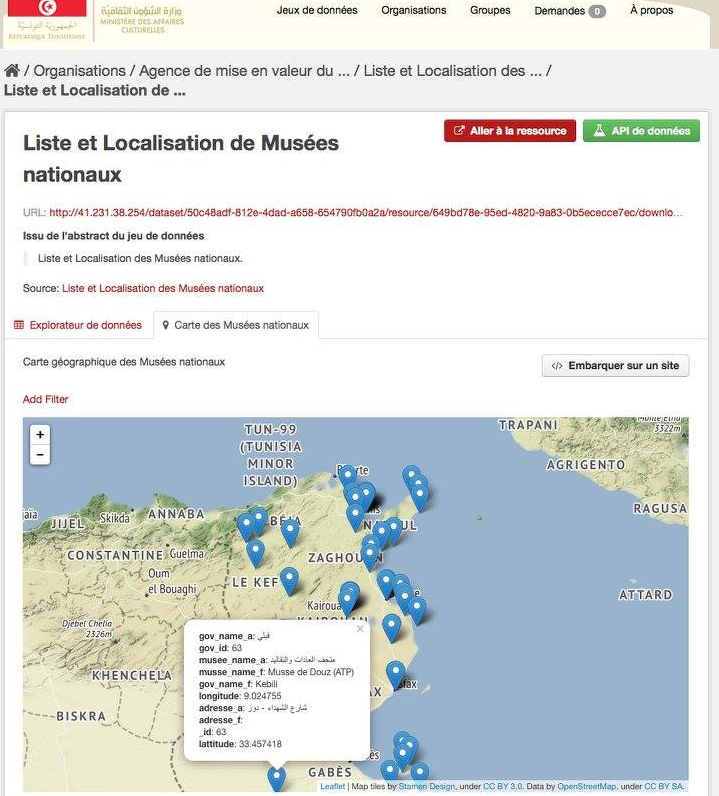 الجمهورية التونسية
REPUBLIQUE TUNISIENNE
وزارة الشؤون الثقافية
MINISTÈRE DES AFFAIRES
CULTURELLES
Jeux de données Organisations Groupes Demandes 0 À propos
/ Organisations / Agence de mise en valeur du ... / Liste et Localisation des ... /
Liste et Localisation de ...
Liste et Localisation de Musées
nationaux
Aller à la ressource
API de données
URL: http://41.231.38.254/dataset/50c48adf-812e-4dad-a658-654790fb0a2a/resource/649bd78e-95ed-4820-9a83-0b5ececce7ec/downlo...
Issu de l'abstract du jeu de données
Liste et Localisation des Musées nationaux.
Source: Liste et Localisation des Musées nationaux
Explorateur de données
Carte des Musées nationaux
Carte géographique des Musées nationaux
Embarquer sur un site
Add Filter
+
−
TUN-99
(TUNISIA
MINOR
ISLAND)
TRAPANI
3322m
AGRIGENTO
RAGUSA
JIJEL
Skikda
ANNABA
CONSTANTINE
Guelma
ZAGHOU
Oum
el Bouaghi
LE KEF
ATTARD
Kairoua
Djebel Chelia
2326m
KHENCHELA
BISKRA
GABÈS
×
gov_name_a: قبلي
gov_id: 63
musee_name_a: متحف العادات والتقاليد
musse_name_f: Musse de Douz (ATP)
gov_name_f: Kebili
longitude: 9.024755
adresse_a: شارع الشهداء - دوز
adresse_f:
_id: 63
lattitude: 33.457418
Leaflet | Map tiles by Stamen Design, under CC BY 3.0. Data by OpenStreetMap, under CC BY SA.